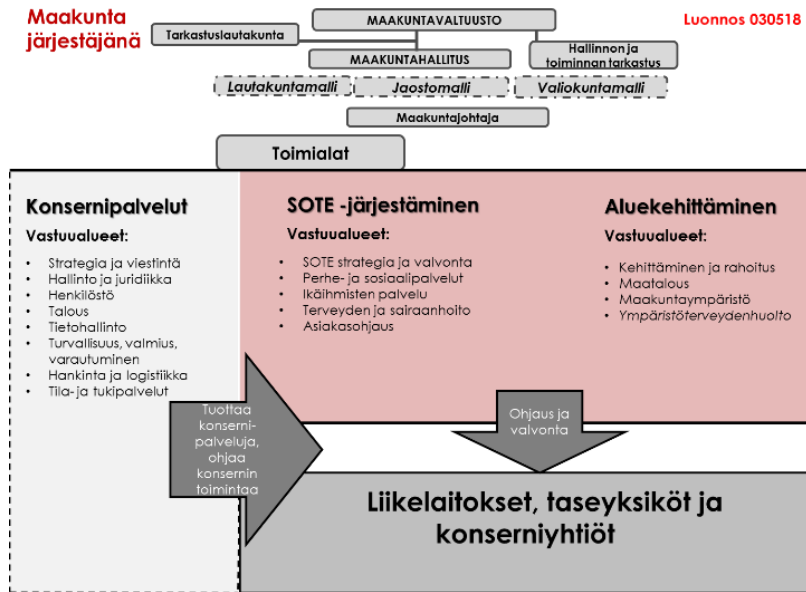 Maakunta
järjestäjänä
MAAKUNTAVALTUUSTO
Luonnos 030518
Tarkastuslautakunta
MAAKUNTAHALLITUS
Hallinnon ja
toiminnan tarkastus
Lautakuntamalli
Jaostomalli
Valiokuntamalli
Maakuntajohtaja
Toimialat
Konsernipalvelut
Vastuualueet:
• Strategia ja viestintä
• Hallinto ja juridiikka
• Henkilöstö
• Talous
• Tietohallinto
• Turvallisuus, valmius,
varautuminen
• Hankinta ja logistiikka
• Tila- ja tukipalvelut
SOTE -järjestäminen
Vastuualueet:
• SOTE strategia ja valvonta
• Perhe- ja sosiaalipalvelut
• Ikäihmisten palvelu
• Terveyden ja sairaanhoito
• Asiakasohjaus
Aluekehittäminen
Vastuualueet:
• Kehittäminen ja rahoitus
• Maatalous
• Maakuntaympäristö
• Ympäristöterveydenhuolto
Tuottaa
konserni-
palveluja,
ohjaa
konsernin
toimintaa
Ohjaus ja
valvonta
Liikelaitokset, taseyksiköt ja
konserniyhtiöt